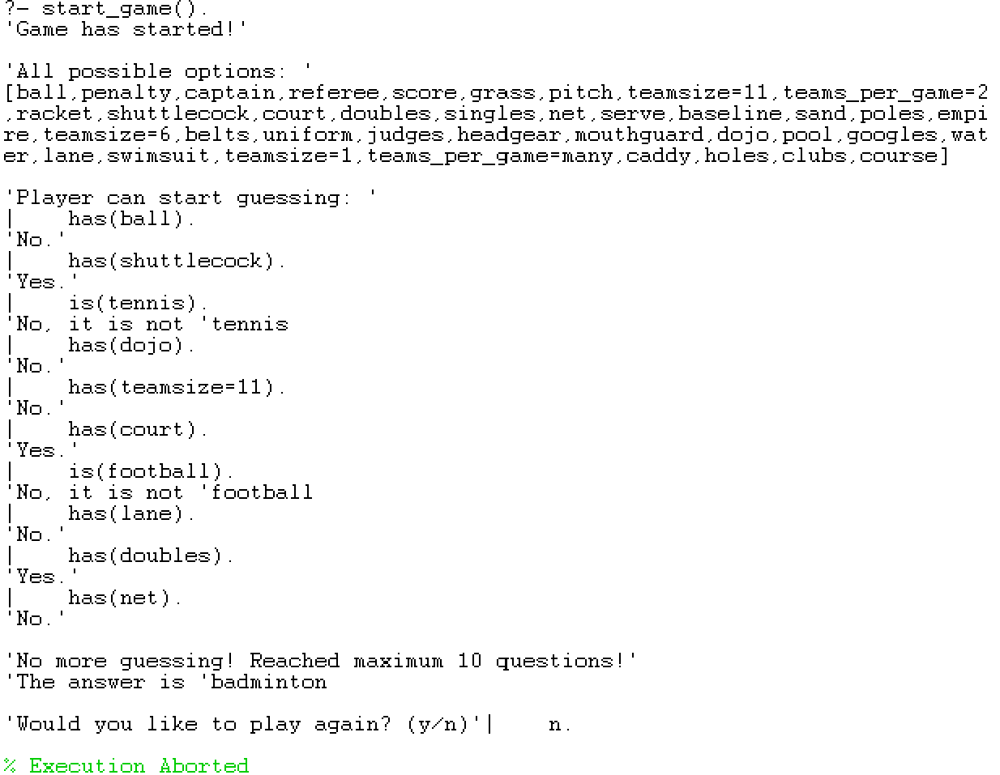 ?- start_game().
'Game has started!'
'All possible options: '
[ball,penalty,captain,referee,score,grass,pitch,teamsize=11,teams_per_game=2
,racket,shuttlecock,court,doubles,singles,net,serve,baseline,sand,poles,empi
re,teamsize=6,belts,uniform,judges,headgear,mouthguard,dojo,pool,googles,wat
er,lane,swimsuit,teamsize=1,teams_per_game=many,caddy,holes,clubs,course]
'Player can start guessing: '
|    has(ball).
'No.'
|    has(shuttlecock).
'Yes.'
|    is(tennis).
'No, it is not 'tennis
|    has(dojo).
'No.'
|    has(teamsize=11).
'No.'
|    has(court).
'Yes.'
|    is(football).
'No, it is not 'football
|    has(lane).
'No.'
|    has(doubles).
'Yes.'
|    has(net).
'No.'
'No more guessing! Reached maximum 10 questions!'
'The answer is 'badminton
'Would you like to play again? (y/n)'|    n.
% Execution Aborted